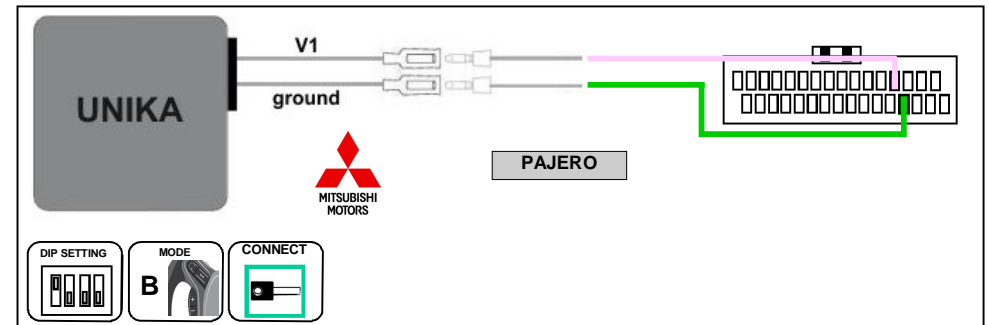 V1
UNIKA
ground
PAJERO
MITSUBISHI
MOTORS
DIP SETTING
MODE
B
CONNECT